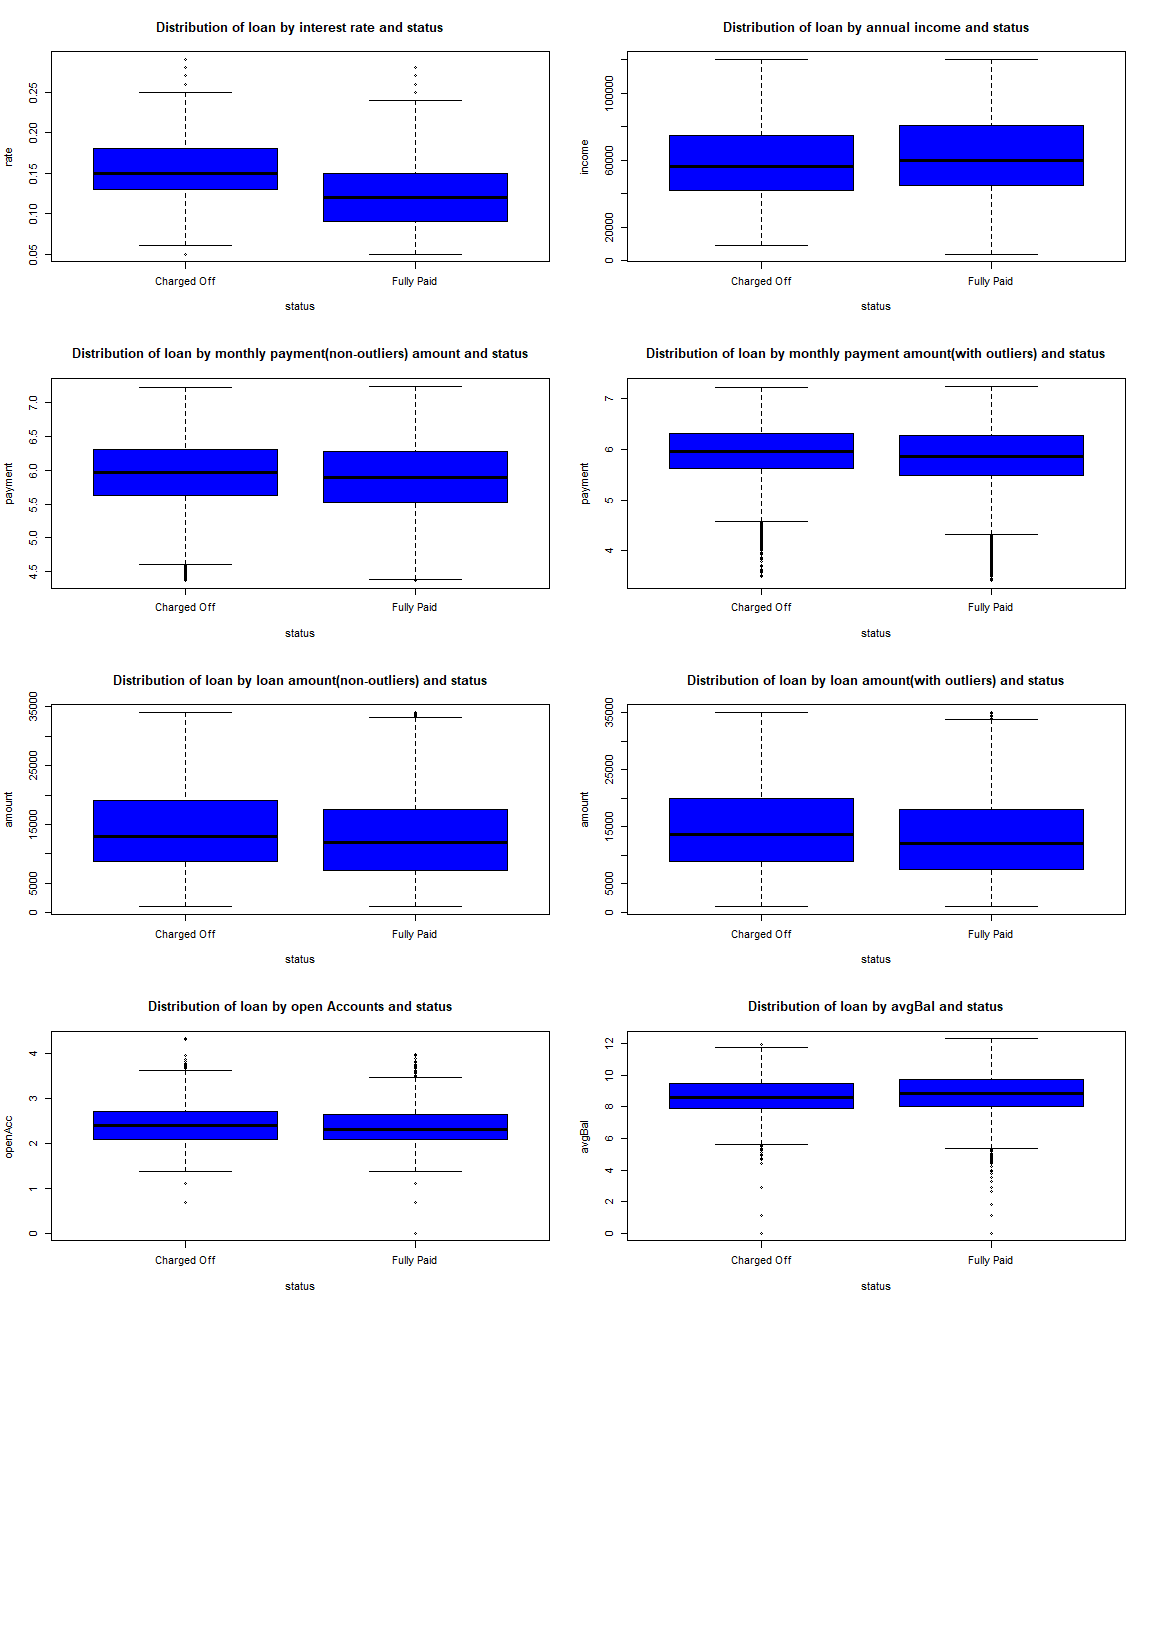 Distribution of loan by interest rate and status
rate
0.05 0.10 0.15 0.20 0.25
Charged Off Fully Paid
status
Distribution of loan by annual income and status
income
0 20000 60000 100000
Charged Off Fully Paid
status
Distribution of loan by monthly payment(non-outliers) amount and status
payment
4.5 5.0 5.5 6.0 6.5 7.0
Charged Off Fully Paid
status
Distribution of loan by monthly payment amount(with outliers) and status
payment
4 5 6 7
Charged Off Fully Paid
status
Distribution of loan by loan amount(non-outliers) and status
amount
0 5000 15000 25000 35000
Charged Off Fully Paid
status
Distribution of loan by loan amount(with outliers) and status
amount
0 5000 15000 25000 35000
Charged Off Fully Paid
status
Distribution of loan by open Accounts and status
openAcc
0 1 2 3 4
Charged Off Fully Paid
status
Distribution of loan by avgBal and status
avgBal
0 2 4 6 8 10 12
Charged Off Fully Paid
status